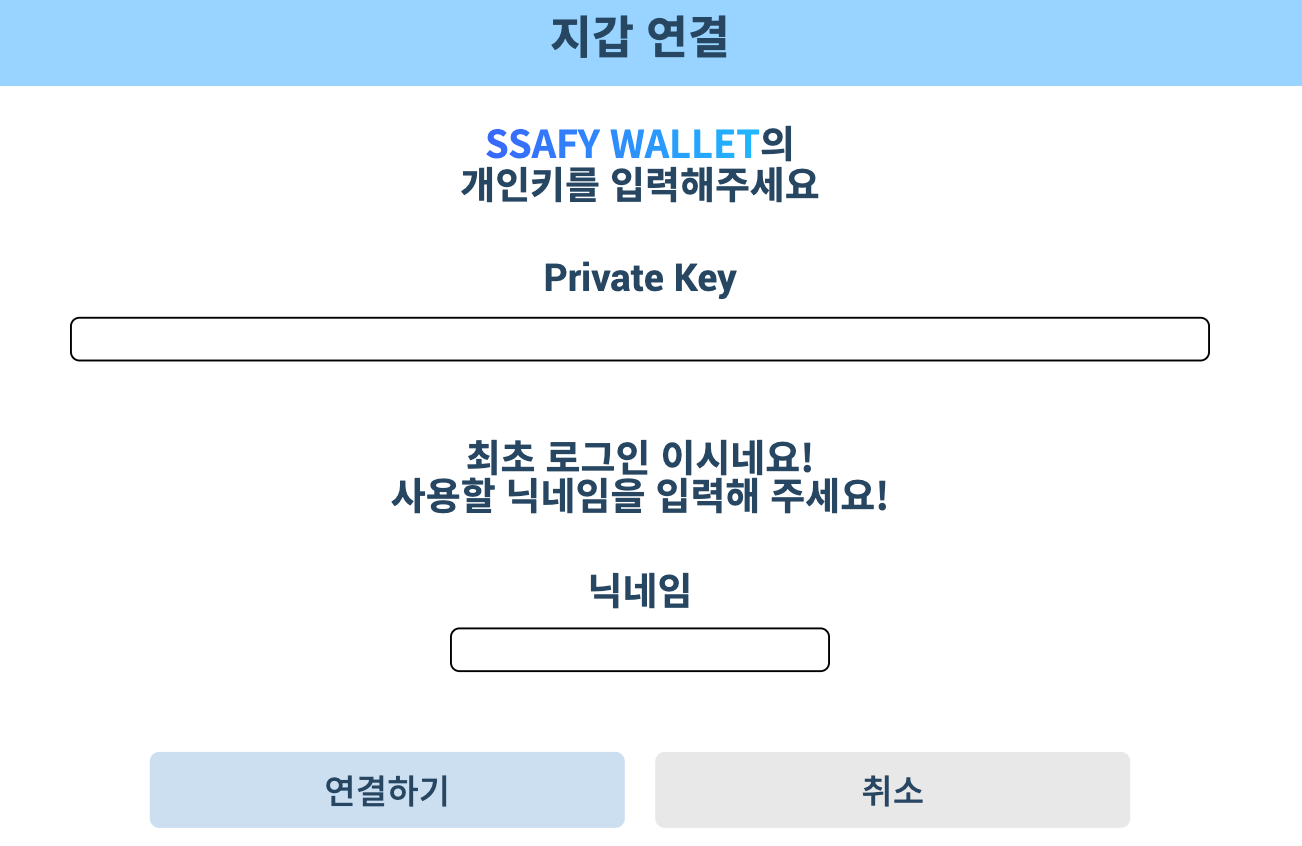 지갑 연결
SSAFY WALLET의
개인키를 입력해주세요
Private Key
최초 로그인 이시네요!
사용할 닉네임을 입력해 주세요!
닉네임
연결하기
취소